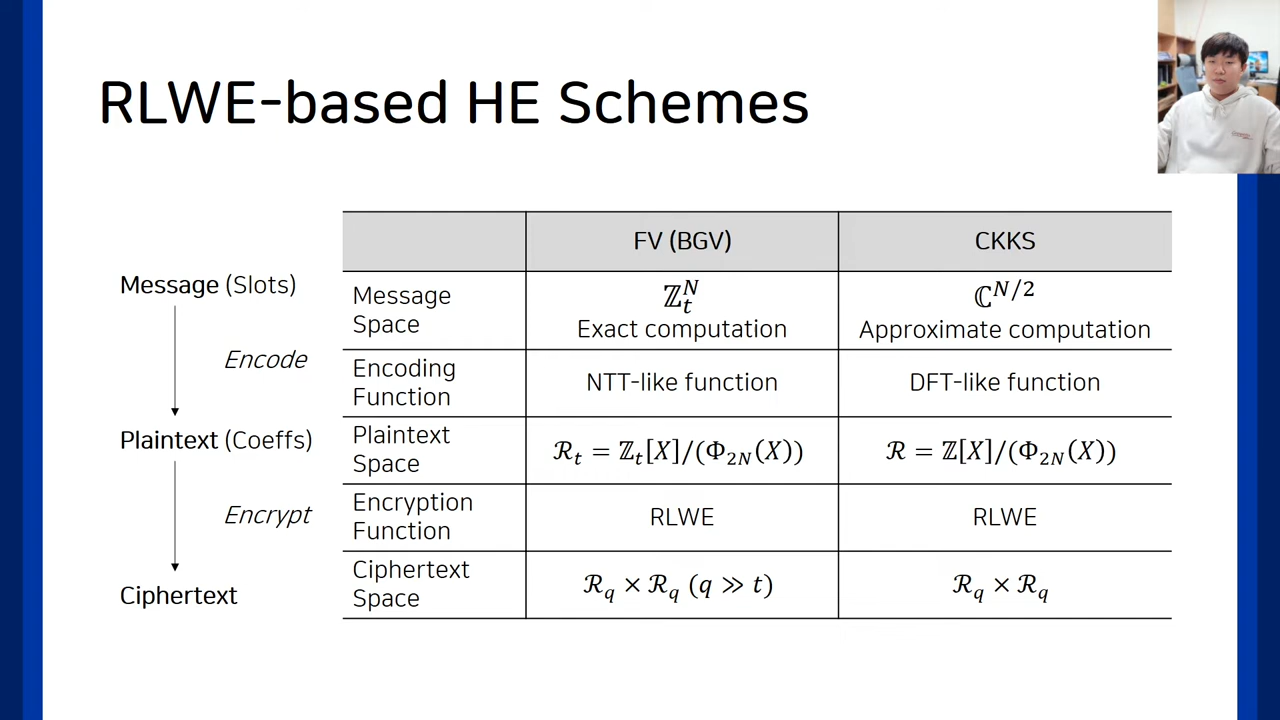 RLWE-based HE Schemes
Message (Slots)
Encode
Plaintext (Coeffs)
Encrypt
Ciphertext
FV (BGV)
CKKS
Message
Space
ℤ_t^N
Exact computation
ℂ^{N/2}
Approximate computation
Encoding
Function
NTT-like function
DFT-like function
Plaintext
Space
ℛ_t = ℤ_t[X]/(Φ_{2N}(X))
ℛ = ℤ[X]/(Φ_{2N}(X))
Encryption
Function
RLWE
RLWE
Ciphertext
Space
ℛ_q × ℛ_q (q ≫ t)
ℛ_q × ℛ_q